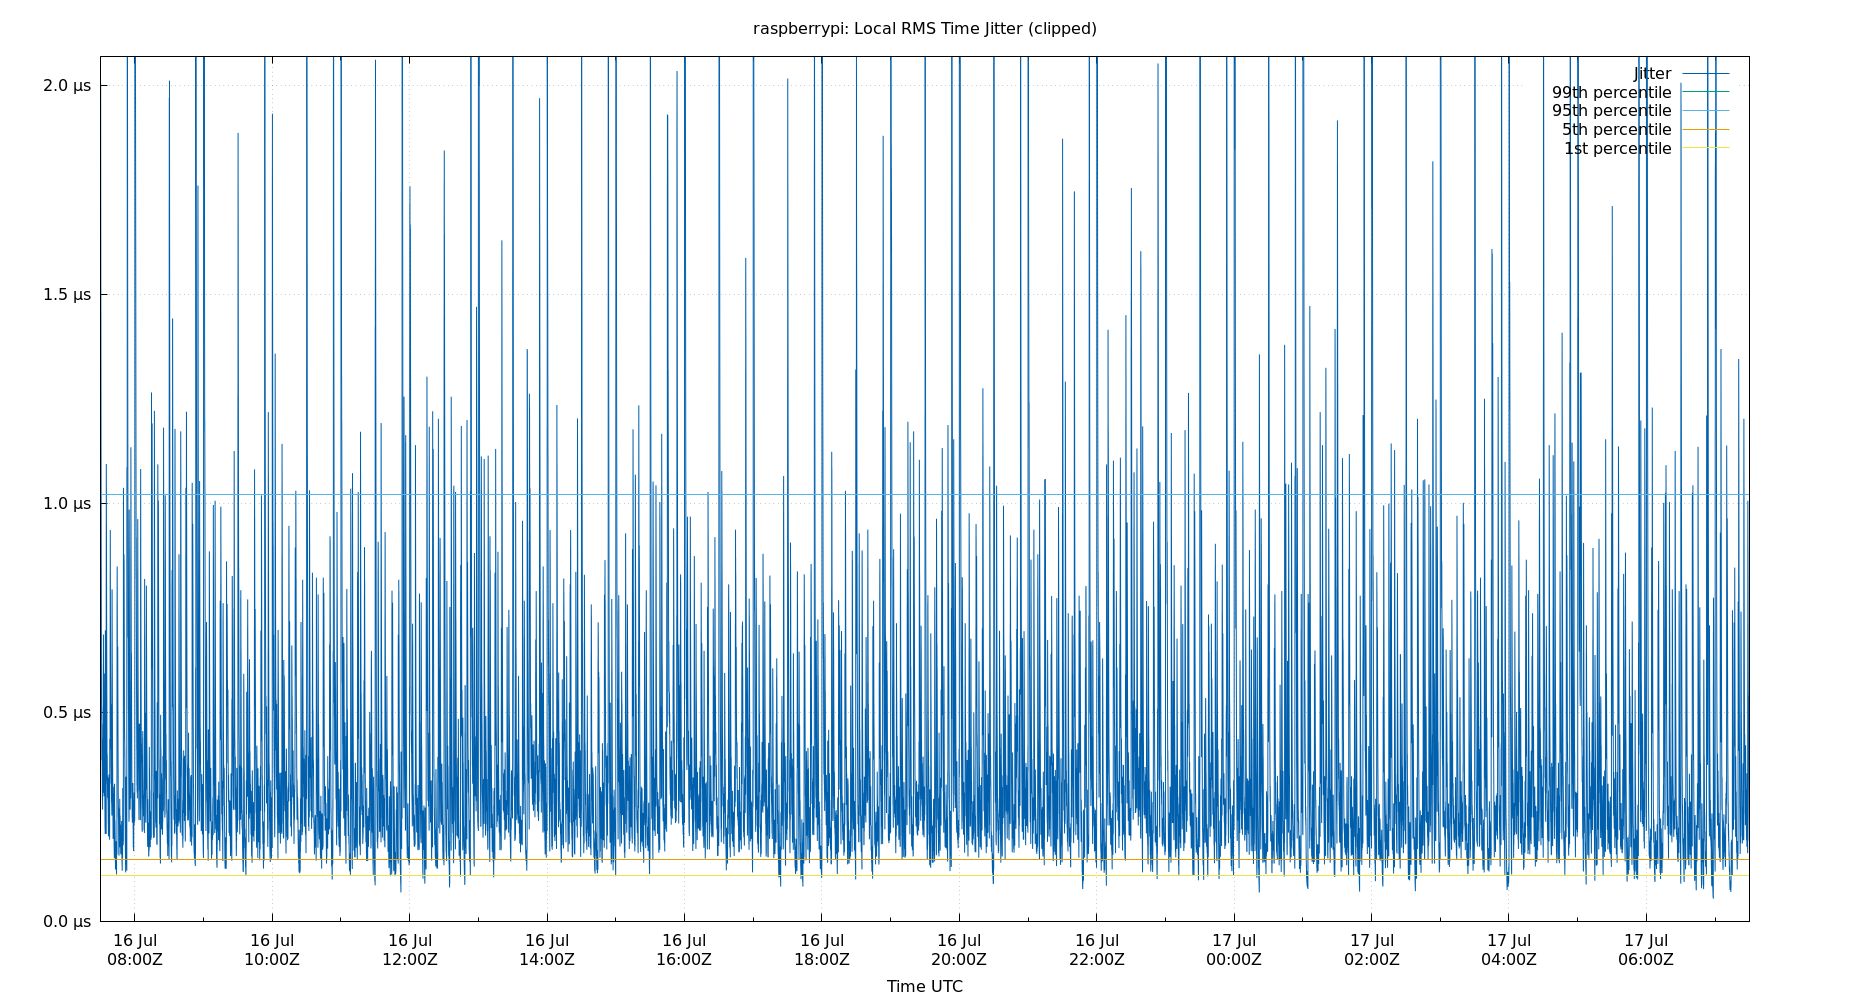 raspberrypi: Local RMS Time Jitter (clipped)
2.0 µs
1.5 µs
1.0 µs
0.5 µs
0.0 µs
Jitter
99th percentile
95th percentile
5th percentile
1st percentile
16 Jul 16 Jul 16 Jul 16 Jul 16 Jul 16 Jul 16 Jul 16 Jul 17 Jul 17 Jul 17 Jul 17 Jul
08:00Z 10:00Z 12:00Z 14:00Z 16:00Z 18:00Z 20:00Z 22:00Z 00:00Z 02:00Z 04:00Z 06:00Z
Time UTC